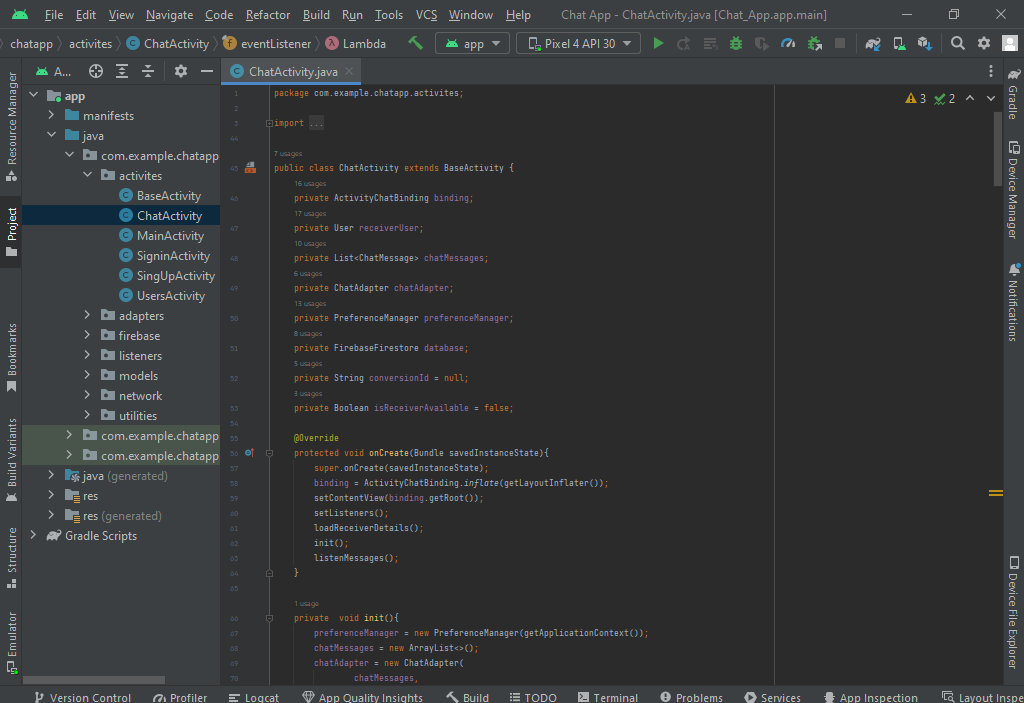 File Edit View Navigate Code Refactor Build Run Tools VCS Window Help Chat App - ChatActivity.java [Chat_App.app.main]
chatapp activites ChatActivity eventListener Lambda app Pixel 4 API 30
A... ChatActivity.java
Resource Manager
Project
Bookmarks
Build Variants
Structure
Emulator
app
manifests
java
com.example.chatapp
activites
BaseActivity
ChatActivity
MainActivity
SigninActivity
SingUpActivity
UsersActivity
adapters
firebase
listeners
models
network
utilities
com.example.chatapp
com.example.chatapp
java (generated)
res
res (generated)
Gradle Scripts
3 2
1 package com.example.chatapp.activites;
2
3 import ...
44
7 usages
45 public class ChatActivity extends BaseActivity {
16 usages
46 private ActivityChatBinding binding;
17 usages
47 private User receiverUser;
10 usages
48 private List<ChatMessage> chatMessages;
6 usages
49 private ChatAdapter chatAdapter;
13 usages
50 private PreferenceManager preferenceManager;
8 usages
51 private FirebaseFirestore database;
5 usages
52 private String conversionId = null;
3 usages
53 private Boolean isReceiverAvailable = false;
54
55 @Override
56 protected void onCreate(Bundle savedInstanceState){
57 super.onCreate(savedInstanceState);
58 binding = ActivityChatBinding.inflate(getLayoutInflater());
59 setContentView(binding.getRoot());
60 setListeners();
61 loadReceiverDetails();
62 init();
63 listenMessages();
64 }
65
1 usage
66 private  void init(){
67 preferenceManager = new PreferenceManager(getApplicationContext());
68 chatMessages = new ArrayList<>();
69 chatAdapter = new ChatAdapter(
70 chatMessages,
Gradle
Device Manager
Notifications
Device File Explorer
Version Control Profiler Logcat App Quality Insights Build TODO Terminal Problems Services App Inspection Layout Inspe